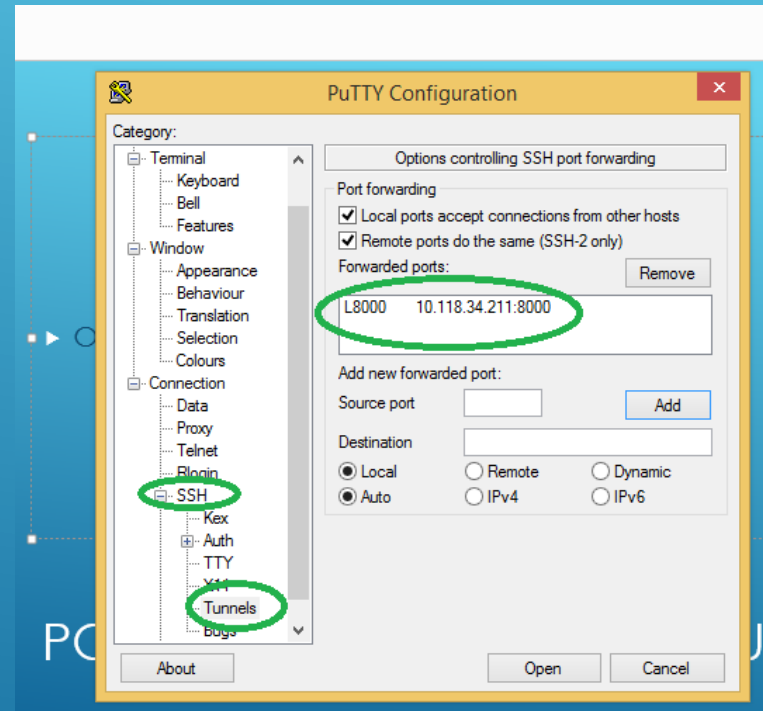 PuTTY Configuration
Category:
Terminal
Keyboard
Bell
Features
Window
Appearance
Behaviour
Translation
Selection
Colours
Connection
Data
Proxy
Telnet
Rlogin
SSH
Kex
Auth
TTY
X11
Tunnels
Bugs
Options controlling SSH port forwarding
Port forwarding
Local ports accept connections from other hosts
Remote ports do the same (SSH-2 only)
Forwarded ports:
Remove
L8000 10.118.34.211:8000
Add new forwarded port:
Source port
Add
Destination
Local Remote Dynamic
Auto IPv4 IPv6
About
Open
Cancel